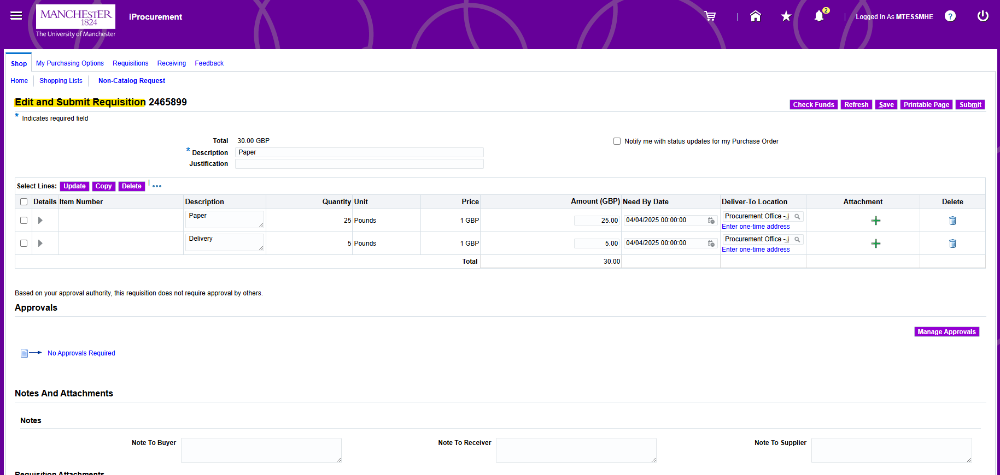 MANCHESTER
1824
The University of Manchester
iProcurement
2
Logged In As MTESSMHE
?
Shop My Purchasing Options Requisitions Receiving Feedback
Home Shopping Lists Non-Catalog Request
Edit and Submit Requisition 2465899
Check Funds Refresh Save Printable Page Submit
* Indicates required field
Total 30.00 GBP
Notify me with status updates for my Purchase Order
* Description Paper
Justification
Select Lines: Update Copy Delete
Details Item Number Description Quantity Unit Price Amount (GBP) Need By Date Deliver-To Location Attachment Delete
Paper 25 Pounds 1 GBP 25.00 04/04/2025 00:00:00 Procurement Office -
Enter one-time address
Delivery 5 Pounds 1 GBP 5.00 04/04/2025 00:00:00 Procurement Office -
Enter one-time address
Total 30.00
Based on your approval authority, this requisition does not require approval by others.
Approvals
Manage Approvals
No Approvals Required
Notes And Attachments
Notes
Note To Buyer Note To Receiver Note To Supplier
Requisition Attachments